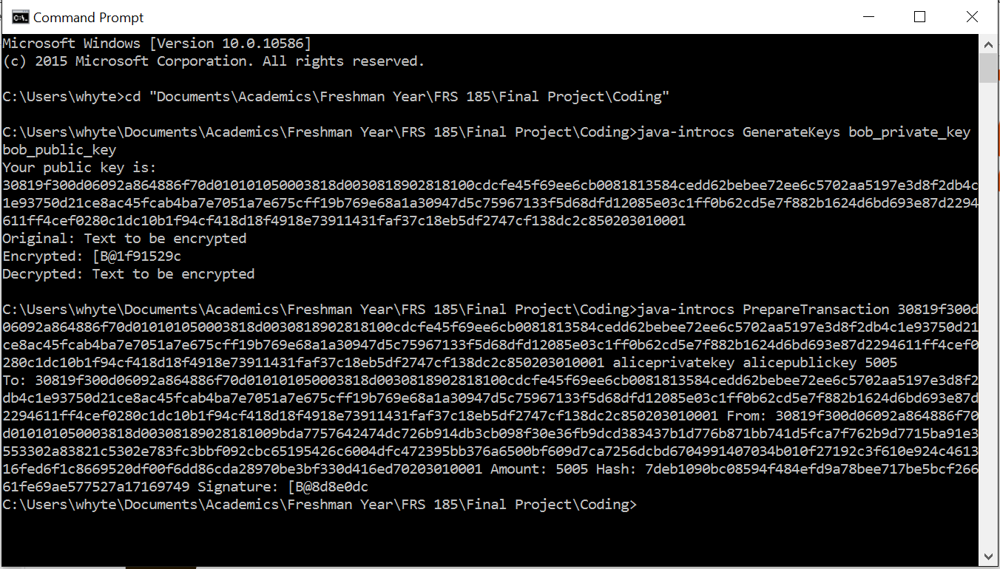 Command Prompt
Microsoft Windows [Version 10.0.10586]
(c) 2015 Microsoft Corporation. All rights reserved.
C:\Users\whyte>cd "Documents\Academics\Freshman Year\FRS 185\Final Project\Coding"
C:\Users\whyte\Documents\Academics\Freshman Year\FRS 185\Final Project\Coding>java-introcs GenerateKeys bob_private_key
bob_public_key
Your public key is:
30819f300d06092a864886f70d010101050003818d0030818902818100cdcfe45f69ee6cb0081813584cedd62bebee72ee6c5702aa5197e3d8f2db4c
1e93750d21ce8ac45fcab4ba7e7051a7e675cff19b769e68a1a30947d5c75967133f5d68dfd12085e03c1ff0b62cd5e7f882b1624d6bd693e87d2294
611ff4cef0280c1dc10b1f94cf418d18f4918e73911431faf37c18eb5df2747cf138dc2c850203010001
Original: Text to be encrypted
Encrypted: [B@1f91529c
Decrypted: Text to be encrypted
C:\Users\whyte\Documents\Academics\Freshman Year\FRS 185\Final Project\Coding>java-introcs PrepareTransaction 30819f300d
06092a864886f70d010101050003818d0030818902818100cdcfe45f69ee6cb0081813584cedd62bebee72ee6c5702aa5197e3d8f2db4c1e93750d21
ce8ac45fcab4ba7e7051a7e675cff19b769e68a1a30947d5c75967133f5d68dfd12085e03c1ff0b62cd5e7f882b1624d6bd693e87d2294611ff4cef0
280c1dc10b1f94cf418d18f4918e73911431faf37c18eb5df2747cf138dc2c850203010001 aliceprivatekey alicepublickey 5005
To: 30819f300d06092a864886f70d010101050003818d0030818902818100cdcfe45f69ee6cb0081813584cedd62bebee72ee6c5702aa5197e3d8f2
db4c1e93750d21ce8ac45fcab4ba7e7051a7e675cff19b769e68a1a30947d5c75967133f5d68dfd12085e03c1ff0b62cd5e7f882b1624d6bd693e87d
2294611ff4cef0280c1dc10b1f94cf418d18f4918e73911431faf37c18eb5df2747cf138dc2c850203010001 From: 30819f300d06092a864886f70
d010101050003818d00308189028181009bda7757642474dc726b914db3cb098f30e36fb9dcd383437b1d776b871bb741d5fca7f762b9d7715ba91e3
553302a83821c5302e783fc3bbf092cbc65195426c6004dfc472395bb376a6500bf609d7ca7256dcbd6704991407034b010f27192c3f610e924c4613
16fed6f1c8669520df00f6dd86cda28970be3bf330d416ed70203010001 Amount: 5005 Hash: 7deb1090bc08594f484efd9a78bee717be5bcf266
61fe69ae577527a17169749 Signature: [B@8d8e0dc
C:\Users\whyte\Documents\Academics\Freshman Year\FRS 185\Final Project\Coding>